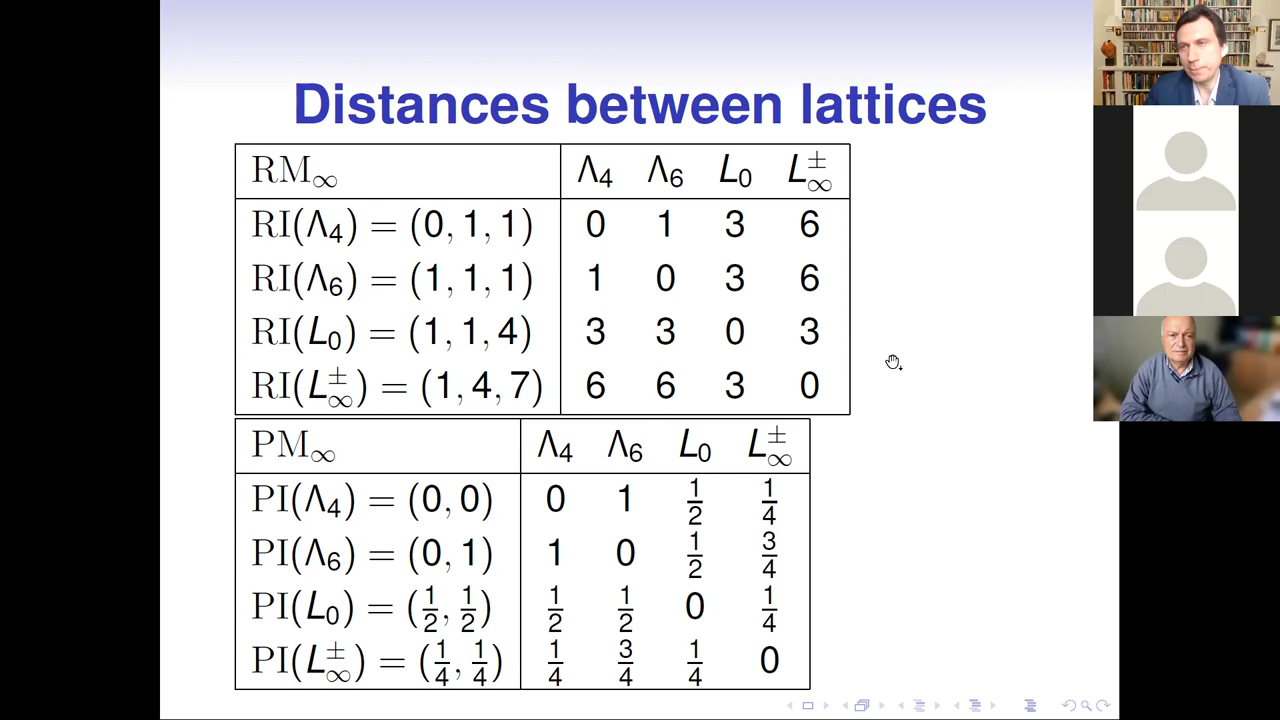 Distances between lattices
RM∞ Λ4 Λ6 L0 L∞±
RI(Λ4) = (0, 1, 1) 0 1 3 6
RI(Λ6) = (1, 1, 1) 1 0 3 6
RI(L0) = (1, 1, 4) 3 3 0 3
RI(L∞±) = (1, 4, 7) 6 6 3 0
PM∞ Λ4 Λ6 L0 L∞±
PI(Λ4) = (0, 0) 0 1 1/2 1/4
PI(Λ6) = (0, 1) 1 0 1/2 3/4
PI(L0) = (1/2, 1/2) 1/2 1/2 0 1/4
PI(L∞±) = (1/4, 1/4) 1/4 3/4 1/4 0